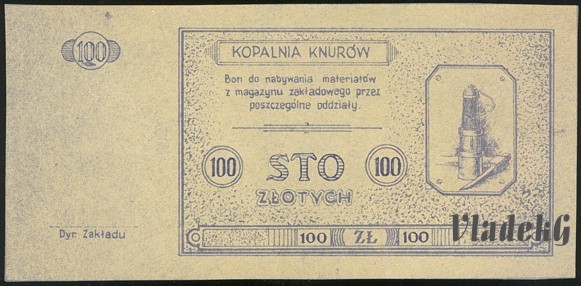 100
KOPALNIA KNURÓW
Bon do nabywania materiałów
z magazynu zakładowego przez
poszczególne oddziały.
100 STO 100
ZŁOTYCH
Dyr. Zakładu
100 ZŁ 100
VladekG